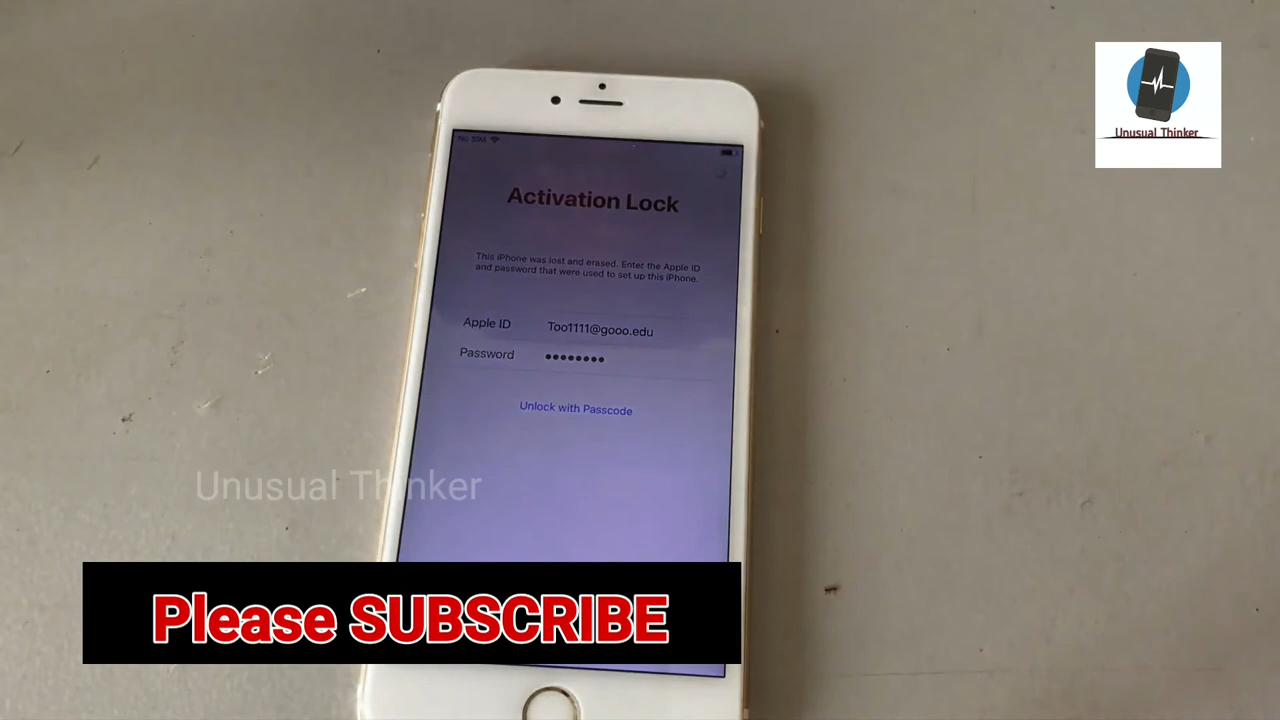 Unusual Thinker
No SIM
Activation Lock
This iPhone was lost and erased. Enter the Apple ID
and password that were used to set up this iPhone.
Apple ID Too1111@gooo.edu
Password ••••••••
Unlock with Passcode
Unusual Thinker
Please SUBSCRIBE